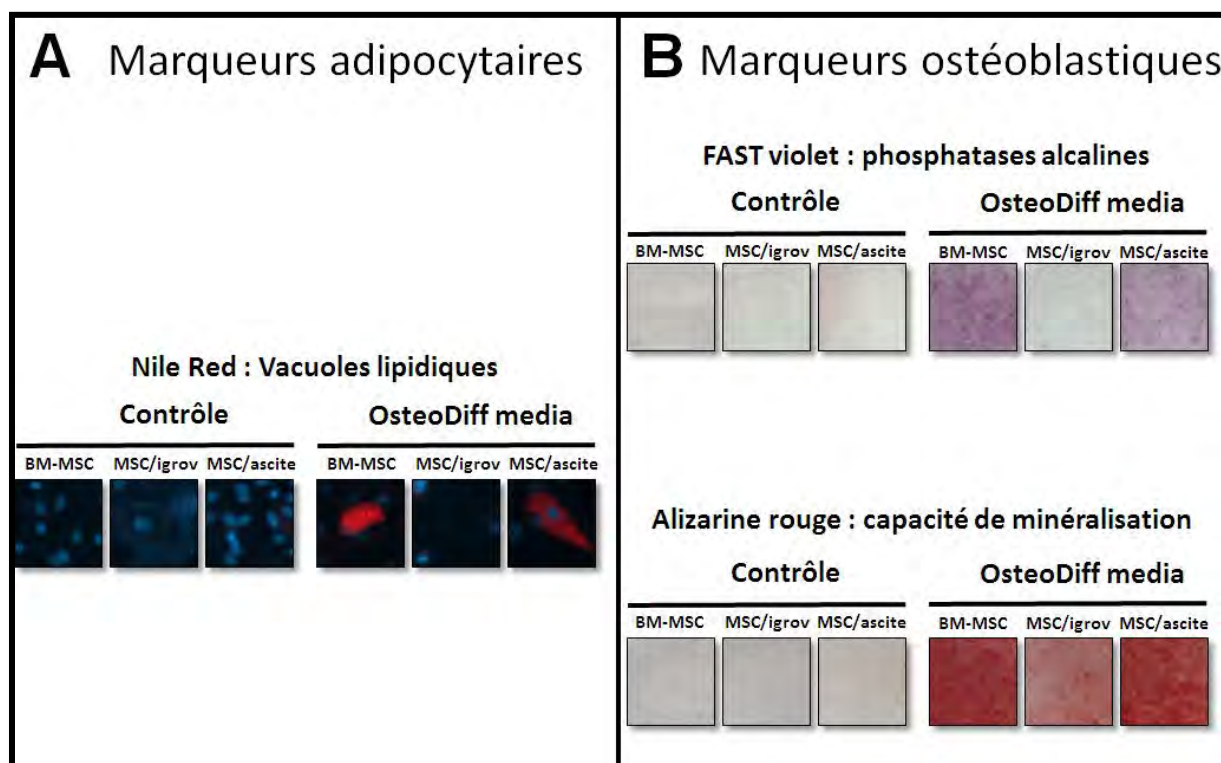 A Marqueurs adipocytaires
Nile Red : Vacuoles lipidiques
Contrôle OsteoDiff media
BM-MSC MSC/igrov MSC/ascite BM-MSC MSC/igrov MSC/ascite
B Marqueurs ostéoblastiques
FAST violet : phosphatases alcalines
Contrôle OsteoDiff media
BM-MSC MSC/igrov MSC/ascite BM-MSC MSC/igrov MSC/ascite
Alizarine rouge : capacité de minéralisation
Contrôle OsteoDiff media
BM-MSC MSC/igrov MSC/ascite BM-MSC MSC/igrov MSC/ascite